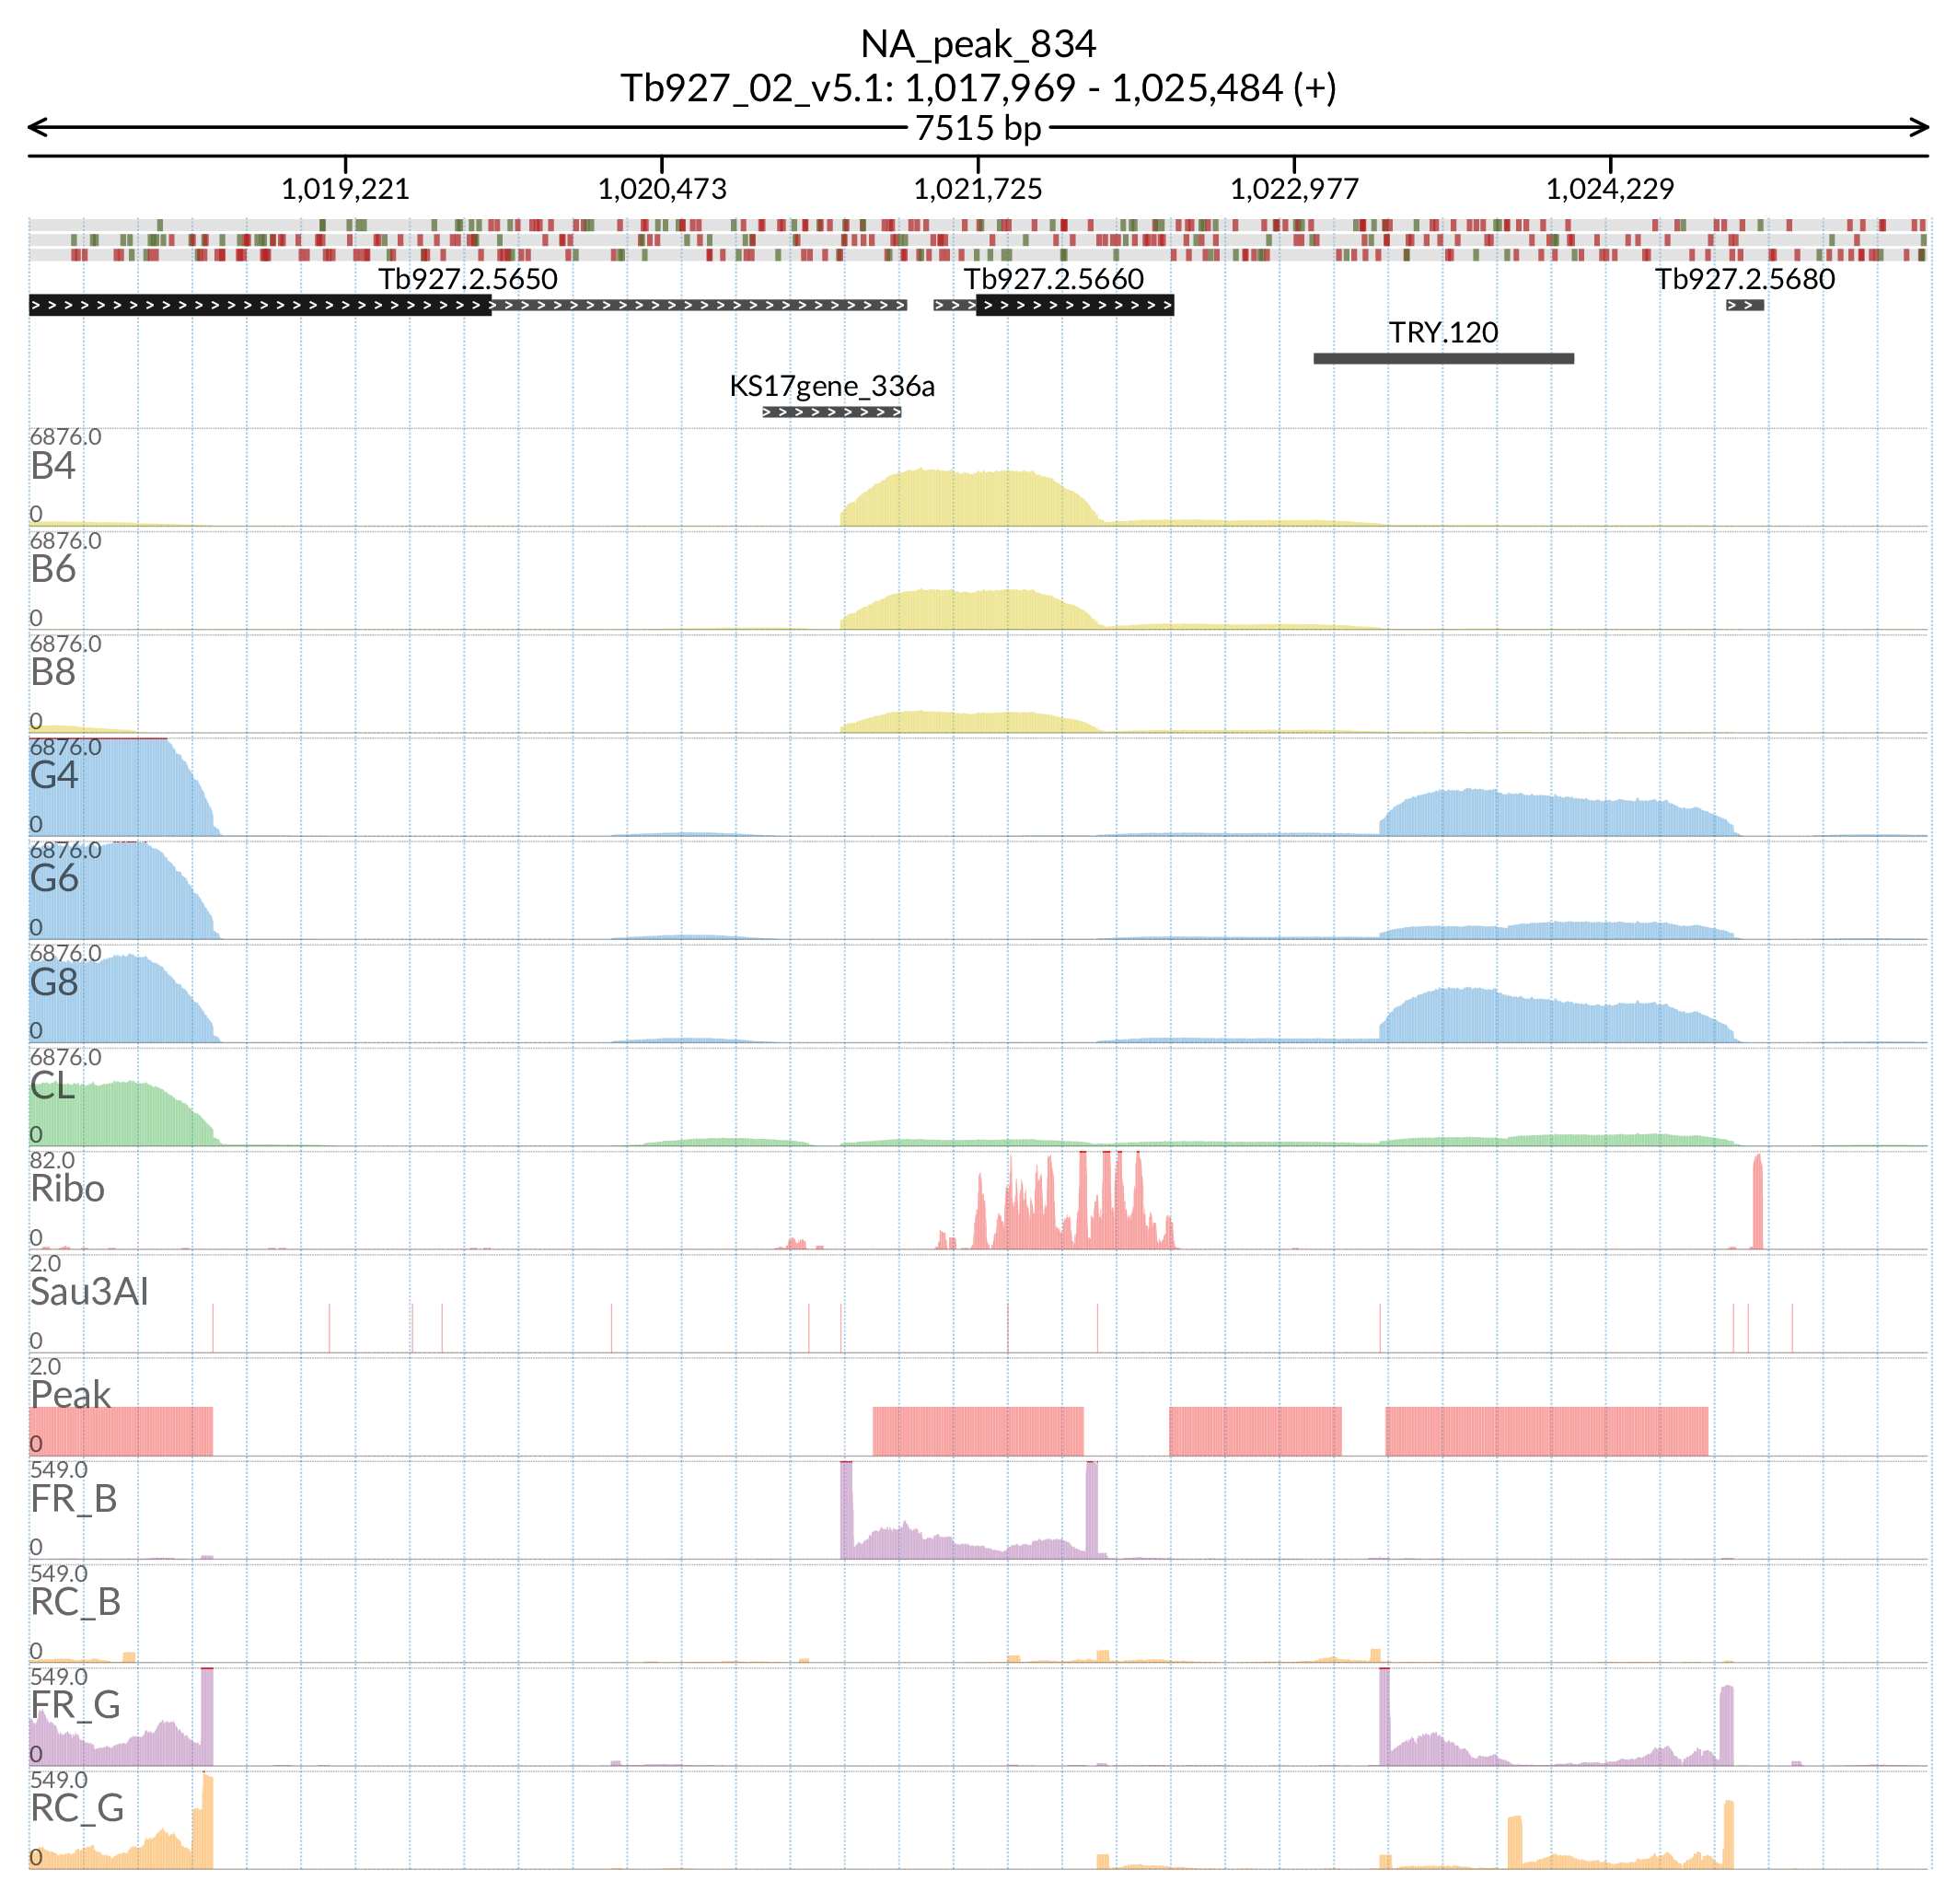 NA_peak_834
Tb927_02_v5.1: 1,017,969 - 1,025,484 (+)
7515 bp
1,019,221 1,020,473 1,021,725 1,022,977 1,024,229
Tb927.2.5650 Tb927.2.5660 Tb927.2.5680
TRY.120
KS17gene_336a
6876.0
B4
0
6876.0
B6
0
6876.0
B8
0
6876.0
G4
0
6876.0
G6
0
6876.0
G8
0
6876.0
CL
0
82.0
Ribo
0
2.0
Sau3AI
0
2.0
Peak
0
549.0
FR_B
0
549.0
RC_B
0
549.0
FR_G
0
549.0
RC_G
0